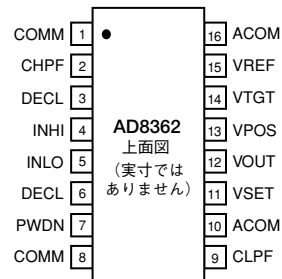 COMM 1
CHPF 2
DECL 3
INHI 4
INLO 5
DECL 6
PWDN 7
COMM 8
AD8362
上面図
(実寸では
ありません)
16 ACOM
15 VREF
14 VTGT
13 VPOS
12 VOUT
11 VSET
10 ACOM
9 CLPF